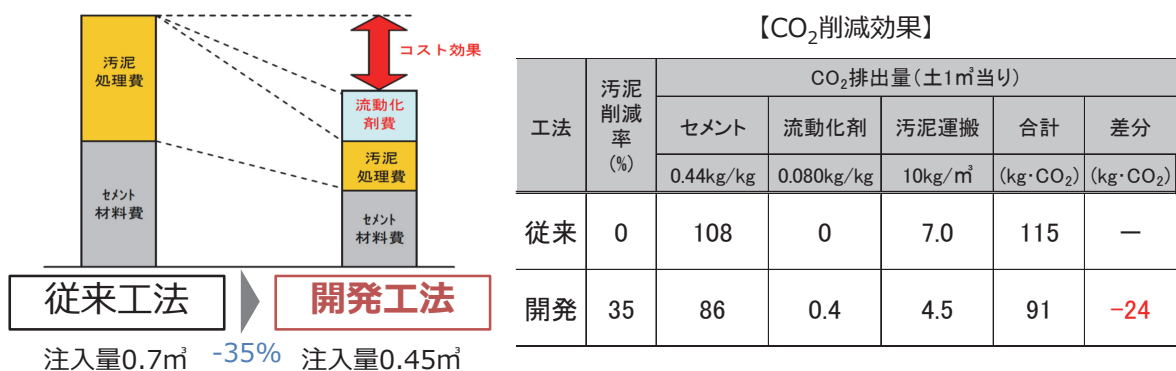 汚泥
処理費
セメント
材料費
コスト効果
流動化
剤費
汚泥
処理費
セメント
材料費
従来工法
開発工法
注入量0.7㎥
-35%
注入量0.45㎥
【CO₂削減効果】
工法
汚泥
削減
率
(%)
CO₂排出量(土1㎥当り)
セメント 流動化剤 汚泥運搬 合計 差分
0.44kg/kg 0.080kg/kg 10kg/㎥ (kg・CO₂) (kg・CO₂)
従来 0 108 0 7.0 115 －
開発 35 86 0.4 4.5 91 -24